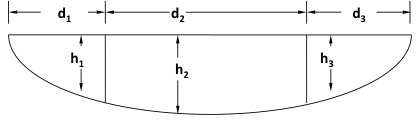 d₁ d₂ d₃
h₁ h₂ h₃